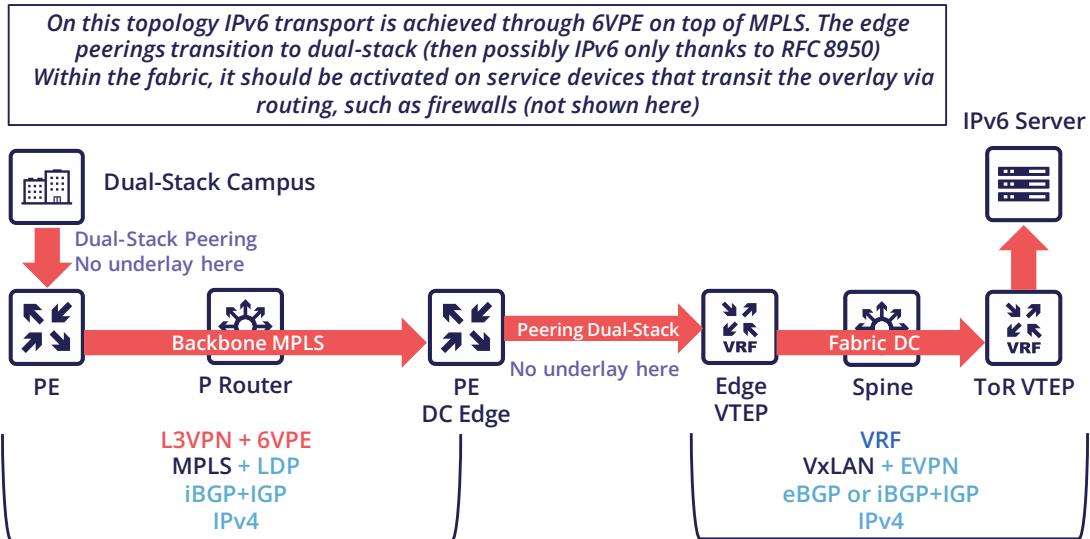 On this topology IPv6 transport is achieved through 6VPE on top of MPLS. The edge
peerings transition to dual-stack (then possibly IPv6 only thanks to RFC 8950)
Within the fabric, it should be activated on service devices that transit the overlay via
routing, such as firewalls (not shown here)
IPv6 Server
Dual-Stack Campus
Dual-Stack Peering
No underlay here
Backbone MPLS
Peering Dual-Stack
VRF
Fabric DC
VRF
No underlay here
PE
P Router
PE
DC Edge
Edge
VTEP
Spine
ToR VTEP
L3VPN + 6VPE
MPLS + LDP
iBGP+IGP
IPv4
VRF
VxLAN + EVPN
eBGP or iBGP+IGP
IPv4